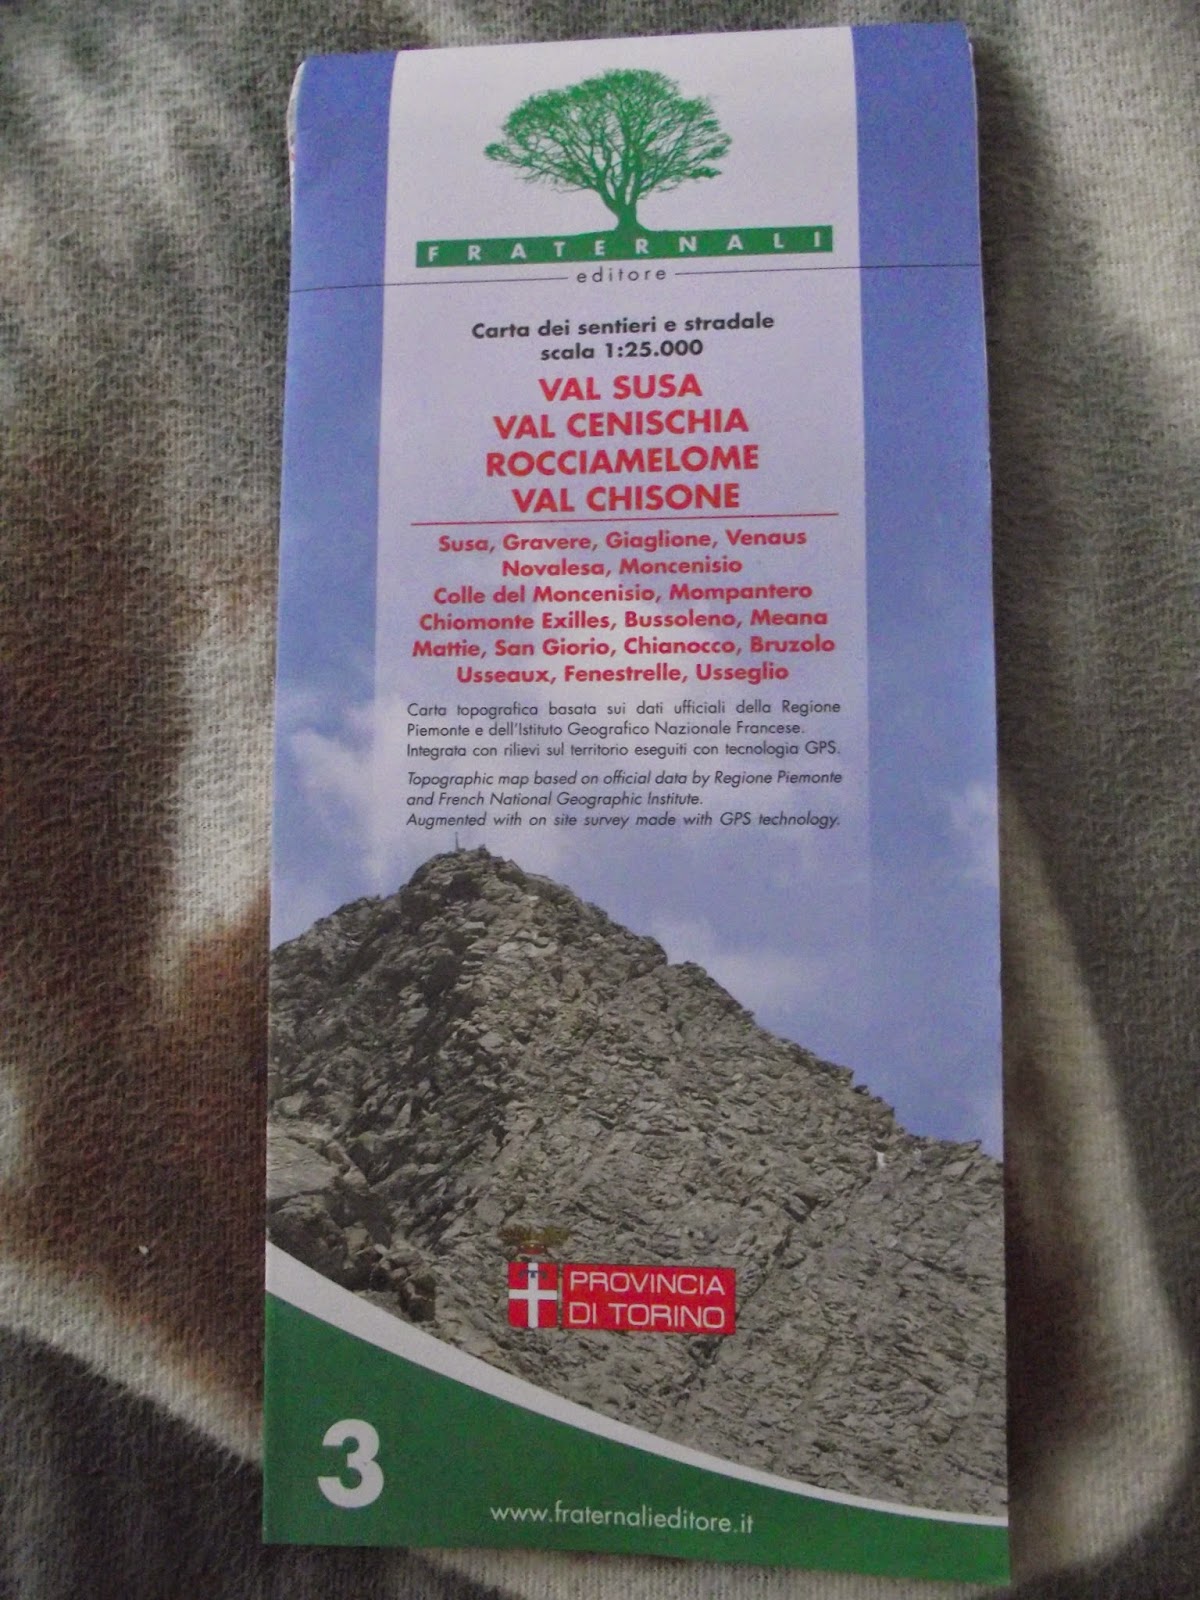 FRATERNALI
editore
Carta dei sentieri e stradale
scala 1:25.000
VAL SUSA
VAL CENISCHIA
ROCCIAMELOME
VAL CHISONE
Susa, Gravere, Giaglione, Venaus
Novalesa, Moncenisio
Colle del Moncenisio, Mompantero
Chiomonte Exilles, Bussoleno, Meana
Mattie, San Giorio, Chianocco, Bruzolo
Usseaux, Fenestrelle, Usseglio
Carta topografica basata sui dati ufficiali della Regione
Piemonte e dell'Istituto Geografico Nazionale Francese.
Integrata con rilievi sul territorio eseguiti con tecnologia GPS.
Topographic map based on official data by Regione Piemonte
and French National Geographic Institute.
Augmented with on site survey made with GPS technology.
PROVINCIA
DI TORINO
3
www.fraternalieditore.it